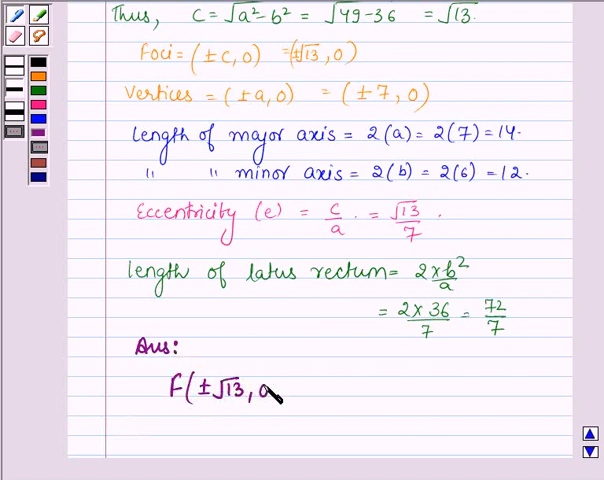 Thus, C = √a²-b² = √49-36 = √13.
Foci = (±c, 0) = (±√13, 0)
Vertices = (±a, 0) = (±7, 0)
Length of major axis = 2(a) = 2(7) = 14.
" " minor axis = 2(b) = 2(6) = 12.
Eccentricity (e) = c/a = √13/7.
length of latus rectum = 2×b²/a
= 2×36/7 = 72/7
Ans:
F(±√13, 0